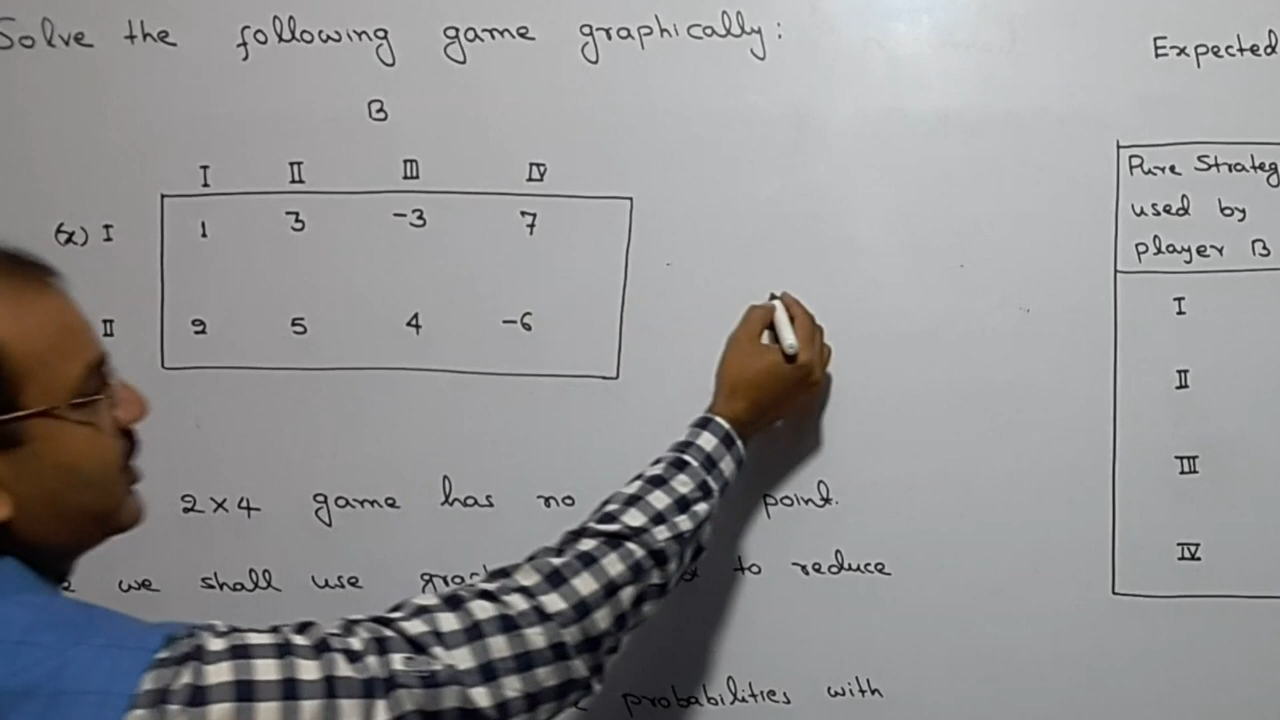 Solve the following game graphically:
B
I II III IV
(x) I 1 3 -3 7
II 2 5 4 -6
2×4 game has no point.
we shall use to reduce
probabilities with
Expected
Pure Strateg
used by
player B
I
II
III
IV